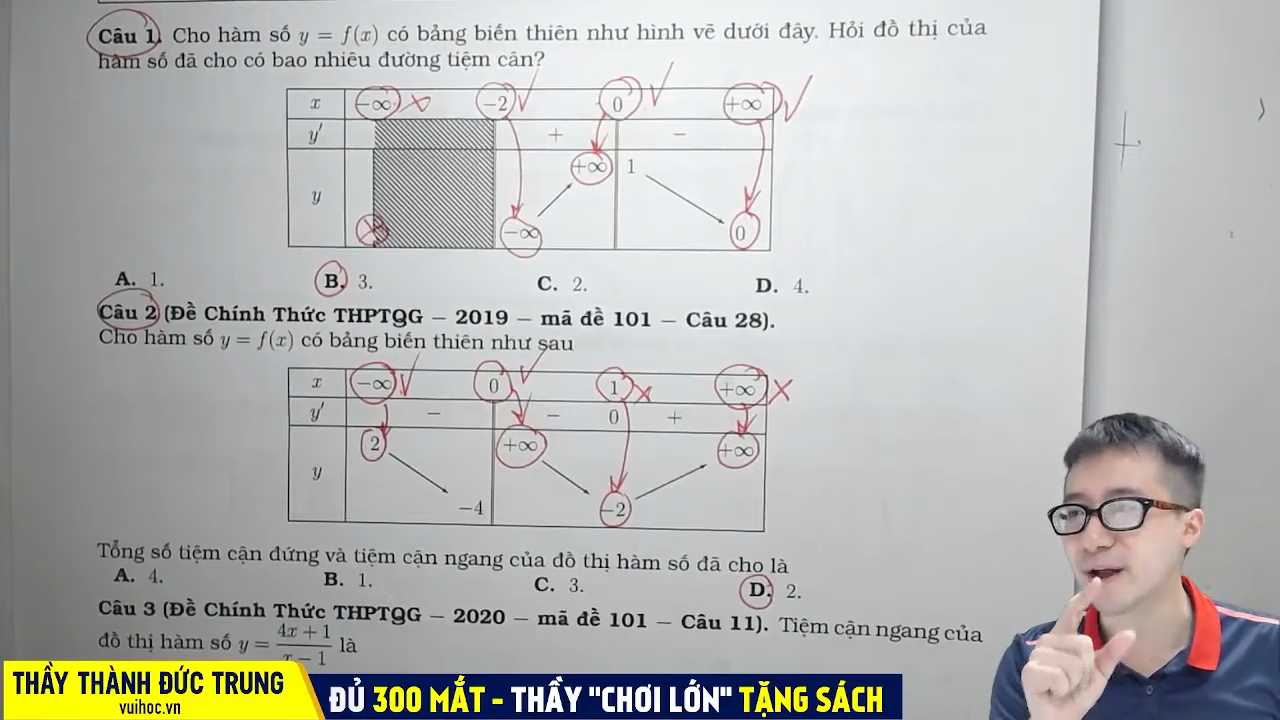 Câu 1. Cho hàm số y = f(x) có bảng biến thiên như hình vẽ dưới đây. Hỏi đồ thị của
hàm số đã cho có bao nhiêu đường tiệm cận?
x −∞ −2 0 +∞
y′ + −
y −∞ +∞ 1 0
A. 1. B. 3. C. 2. D. 4.
Câu 2 (Đề Chính Thức THPTQG − 2019 − mã đề 101 − Câu 28).
Cho hàm số y = f(x) có bảng biến thiên như sau
x −∞ 0 1 +∞
y′ − − 0 +
y 2 −4 +∞ −2 +∞
Tổng số tiệm cận đứng và tiệm cận ngang của đồ thị hàm số đã cho là
A. 4. B. 1. C. 3. D. 2.
Câu 3 (Đề Chính Thức THPTQG − 2020 − mã đề 101 − Câu 11). Tiệm cận ngang của
đồ thị hàm số y = (4x + 1)/(x − 1) là
THẦY THÀNH ĐỨC TRUNG
vuihoc.vn
ĐỦ 300 MẮT - THẦY "CHƠI LỚN" TẶNG SÁCH